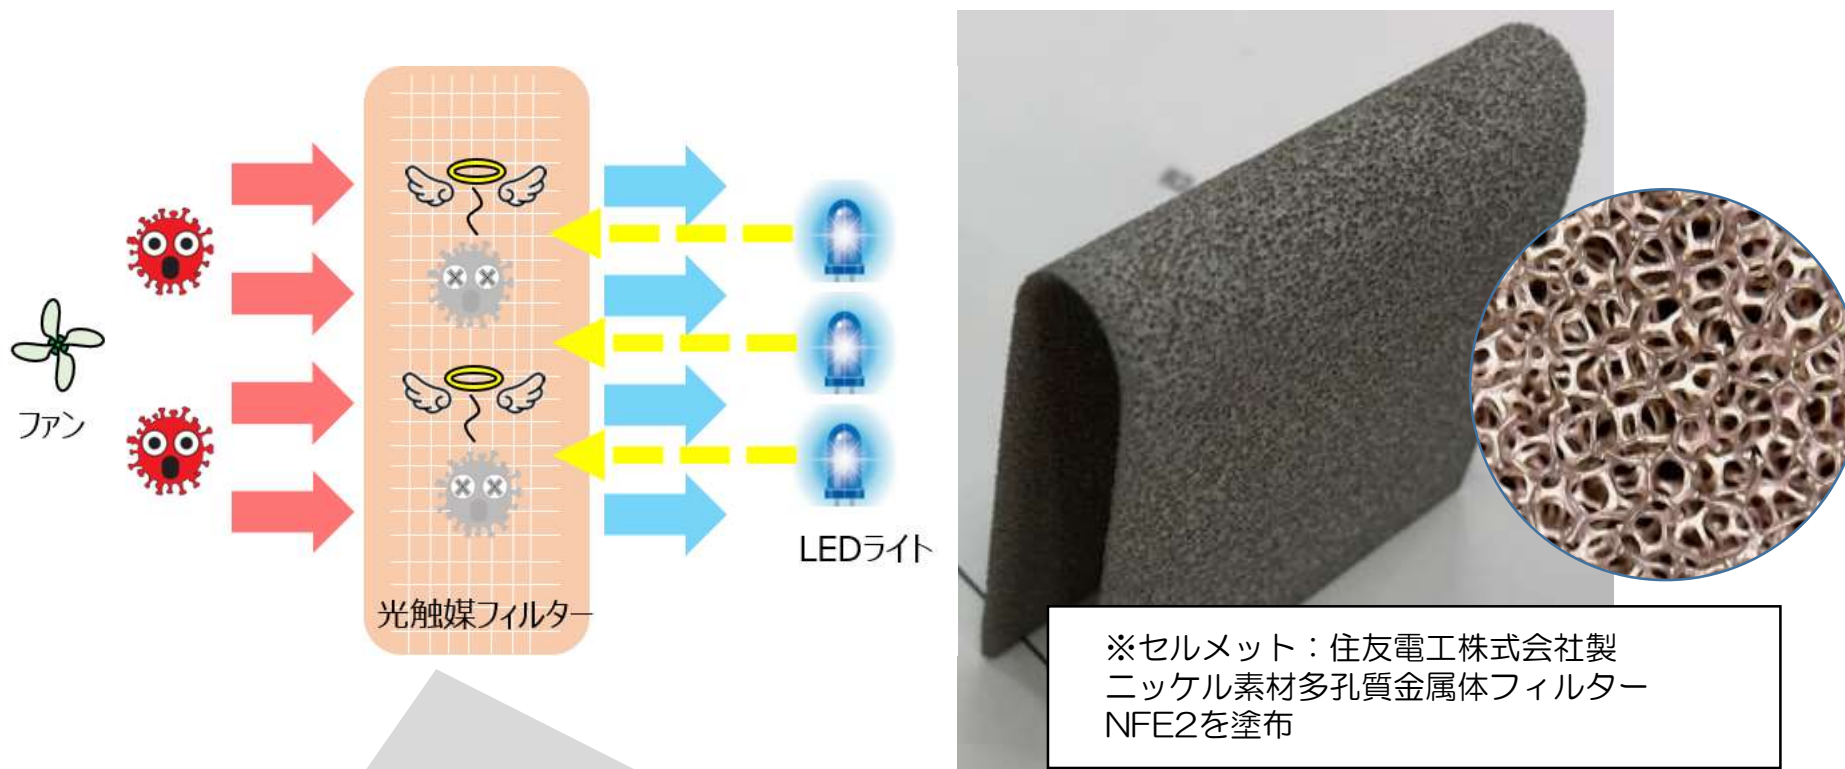 ファン
光触媒フィルター
LEDライト
※セルメット：住友電工株式会社製
ニッケル素材多孔質金属体フィルター
NFE2を塗布